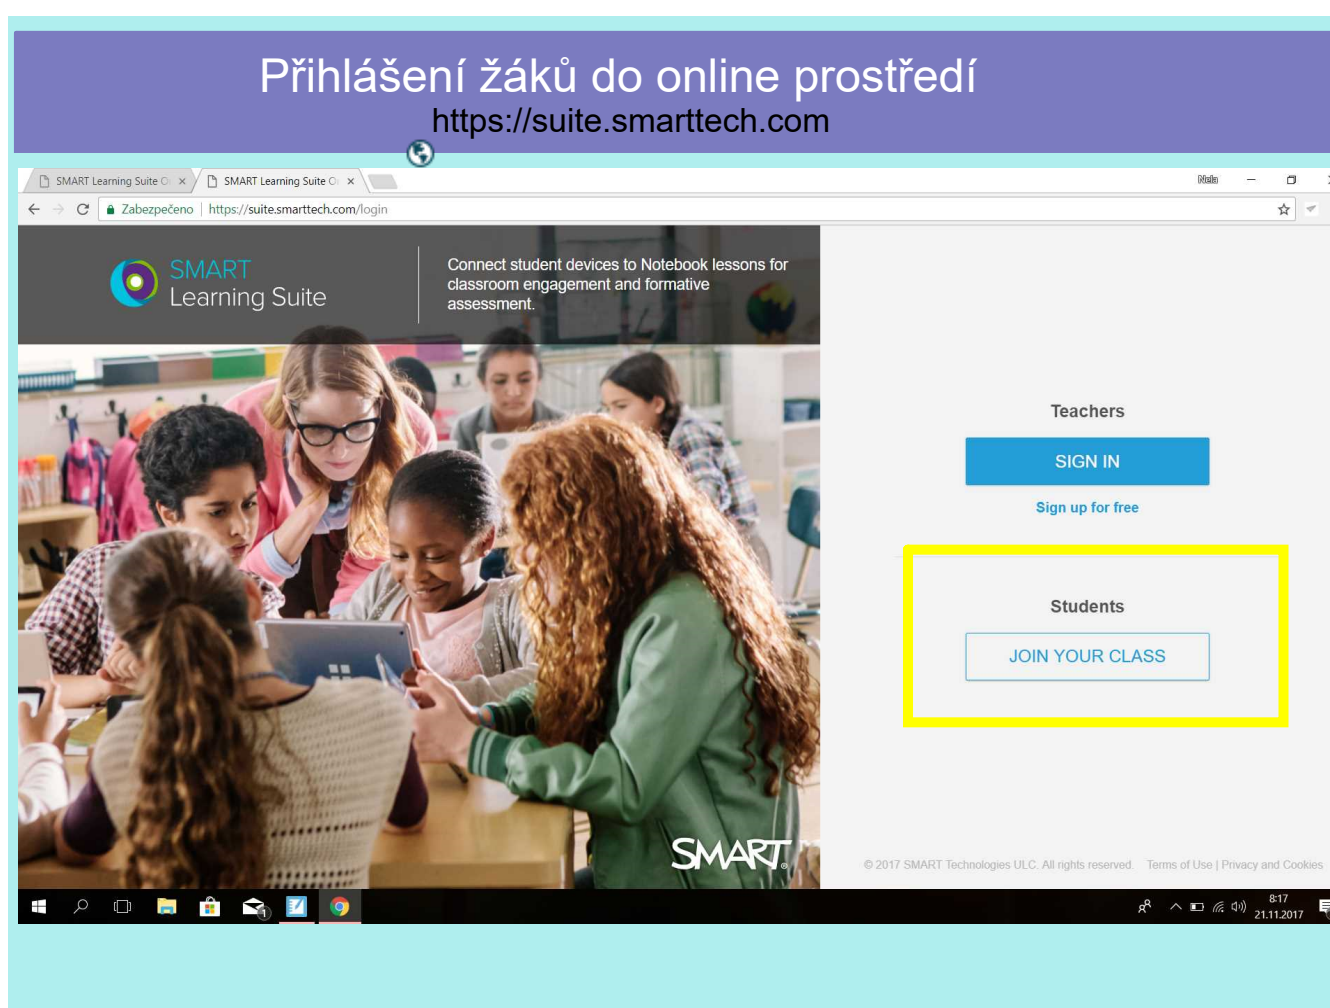 Přihlášení žáků do online prostředí
https://suite.smarttech.com
SMART Learning Suite O
SMART Learning Suite O
Nela
Zabezpečeno
https://suite.smarttech.com/login
SMART
Learning Suite
Connect student devices to Notebook lessons for
classroom engagement and formative
assessment.
Teachers
SIGN IN
Sign up for free
Students
JOIN YOUR CLASS
SMART
© 2017 SMART Technologies ULC. All rights reserved. Terms of Use | Privacy and Cookies
1
8:17
21.11.2017